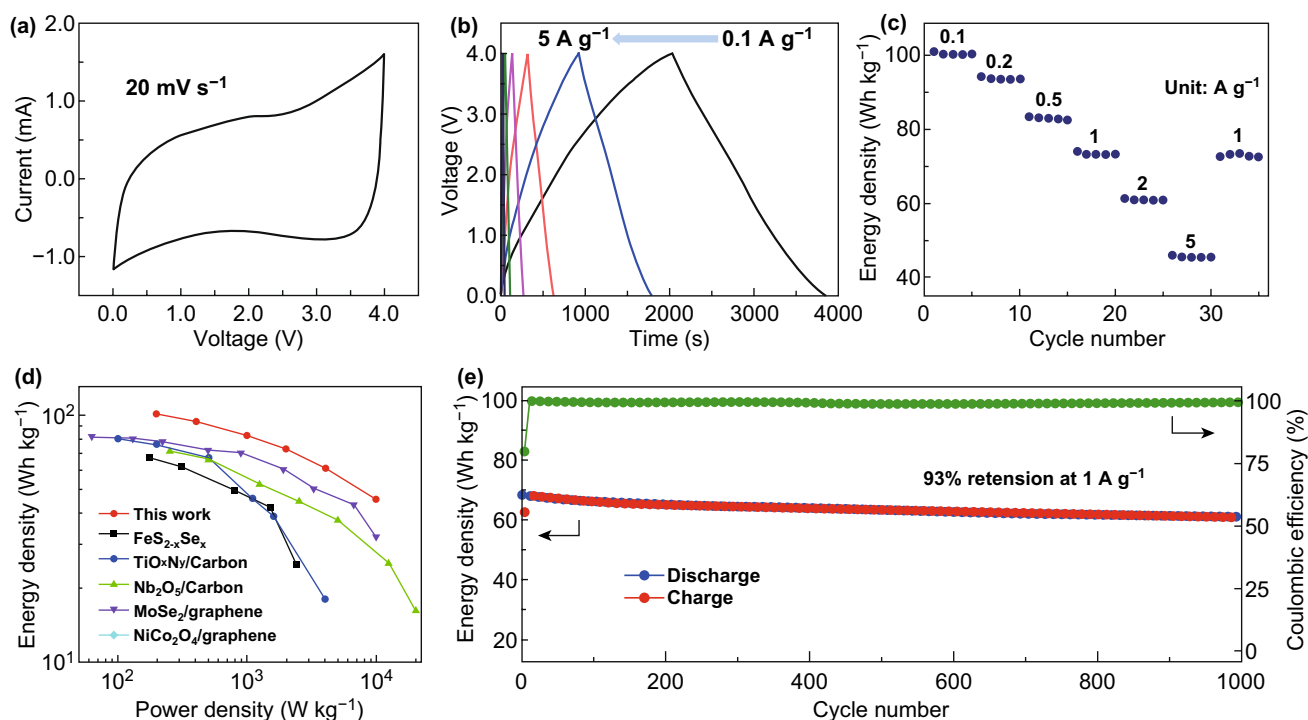 (a)
20 mV s⁻¹
Current (mA)
2.0
1.0
0.0
−1.0
0.0 1.0 2.0 3.0 4.0
Voltage (V)
(b)
5 A g⁻¹ 0.1 A g⁻¹
Voltage (V)
4.0
3.0
2.0
1.0
0.0
0 1000 2000 3000 4000
Time (s)
(c)
Energy density (Wh kg⁻¹)
100
80
60
40
0.1
0.2
0.5
1
2
5
1
Unit: A g⁻¹
0 10 20 30
Cycle number
(d)
Energy density (Wh kg⁻¹)
10²
10¹
This work
FeS₂₋ₓSeₓ
TiOˣNʸ/Carbon
Nb₂O₅/Carbon
MoSe₂/graphene
NiCo₂O₄/graphene
10² 10³ 10⁴
Power density (W kg⁻¹)
(e)
Energy density (Wh kg⁻¹)
100
90
80
70
60
50
40
30
20
93% retension at 1 A g⁻¹
Discharge
Charge
100
75
50
25
0
Coulombic efficiency (%)
0 200 400 600 800 1000
Cycle number